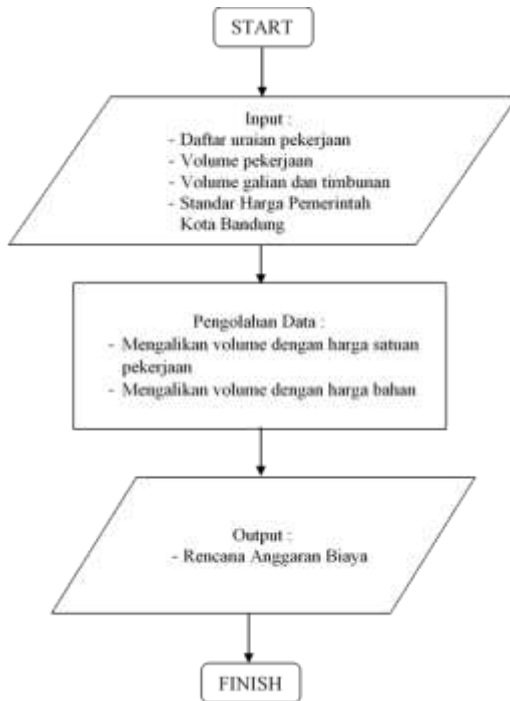 START
Input :
- Daftar uraian pekerjaan
- Volume pekerjaan
- Volume galian dan timbunan
- Standar Harga Pemerintah
Kota Bandung
Pengolahan Data :
- Mengalikan volume dengan harga satuan
pekerjaan
- Mengalikan volume dengan harga bahan
Output :
- Rencana Anggaran Biaya
FINISH